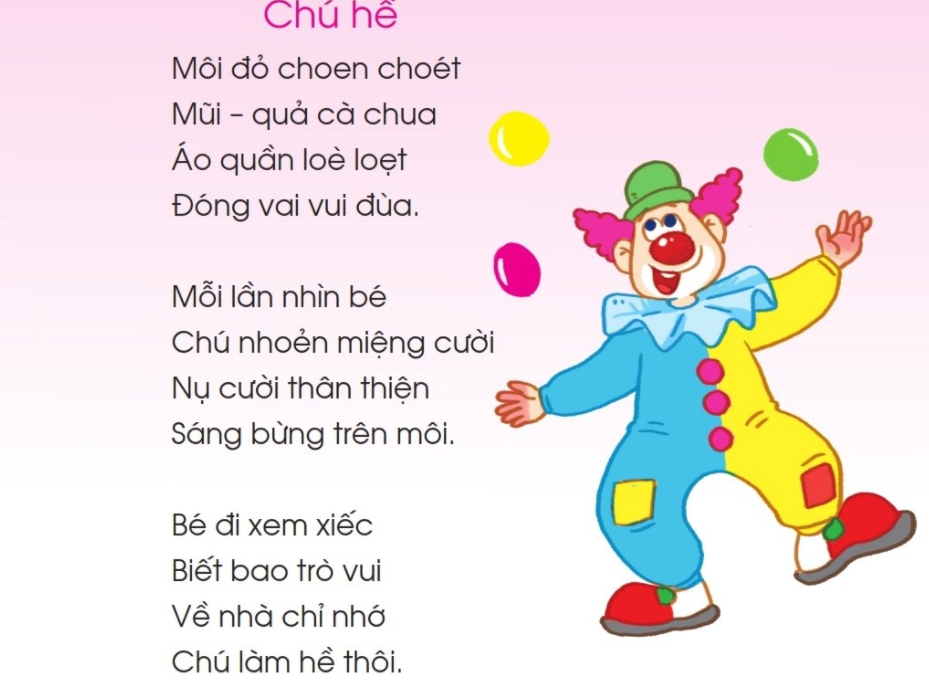 Chú hề
Môi đỏ choen choét
Mũi – quả cà chua
Áo quần loè loẹt
Đóng vai vui đùa.
Mỗi lần nhìn bé
Chú nhoẻn miệng cười
Nụ cười thân thiện
Sáng bừng trên môi.
Bé đi xem xiếc
Biết bao trò vui
Về nhà chỉ nhớ
Chú làm hề thôi.